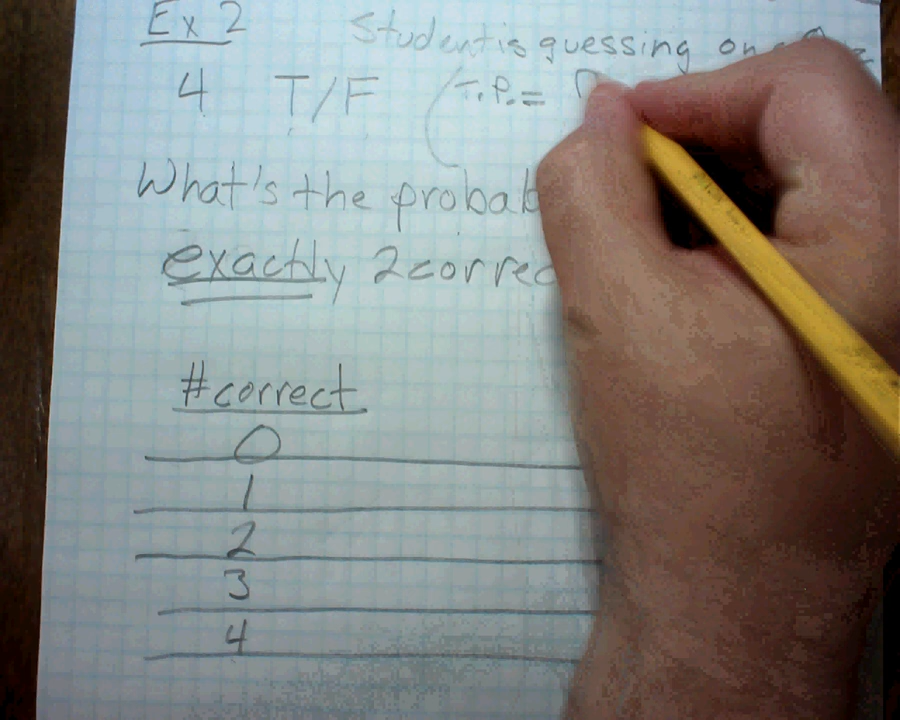 Ex 2
Student is guessing on
4 T/F (T.P. =
What's the probab
exactly 2 correc
#correct
0
1
2
3
4